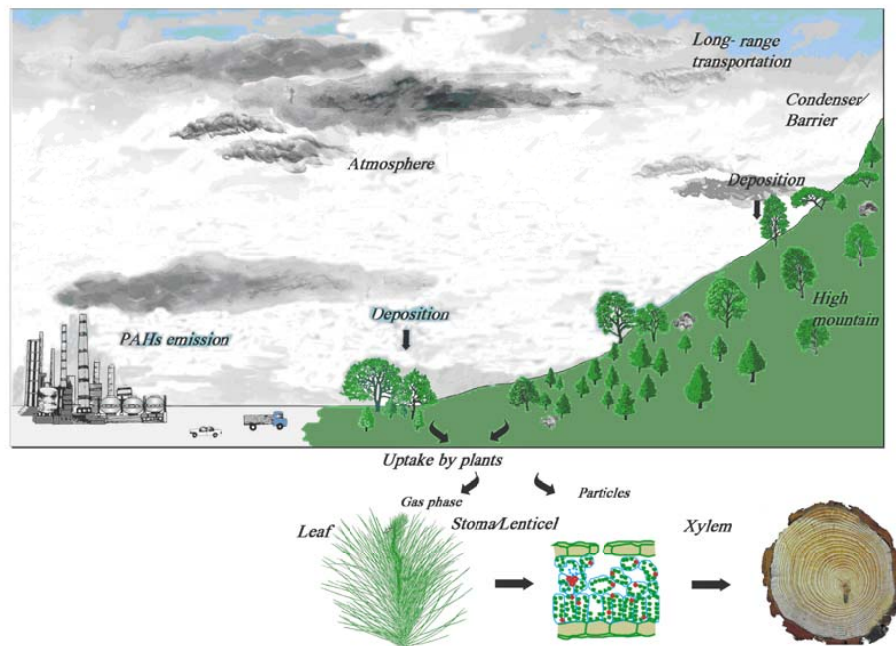 Long- range
transportation
Condenser/
Barrier
Atmosphere
Deposition
PAHs emission
Deposition
High
mountain
Uptake by plants
Gas phase
Particles
Leaf
Stoma/Lenticel
Xylem